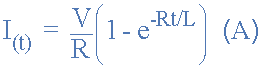 I(t) = V/R (1 - e^-Rt/L) (A)